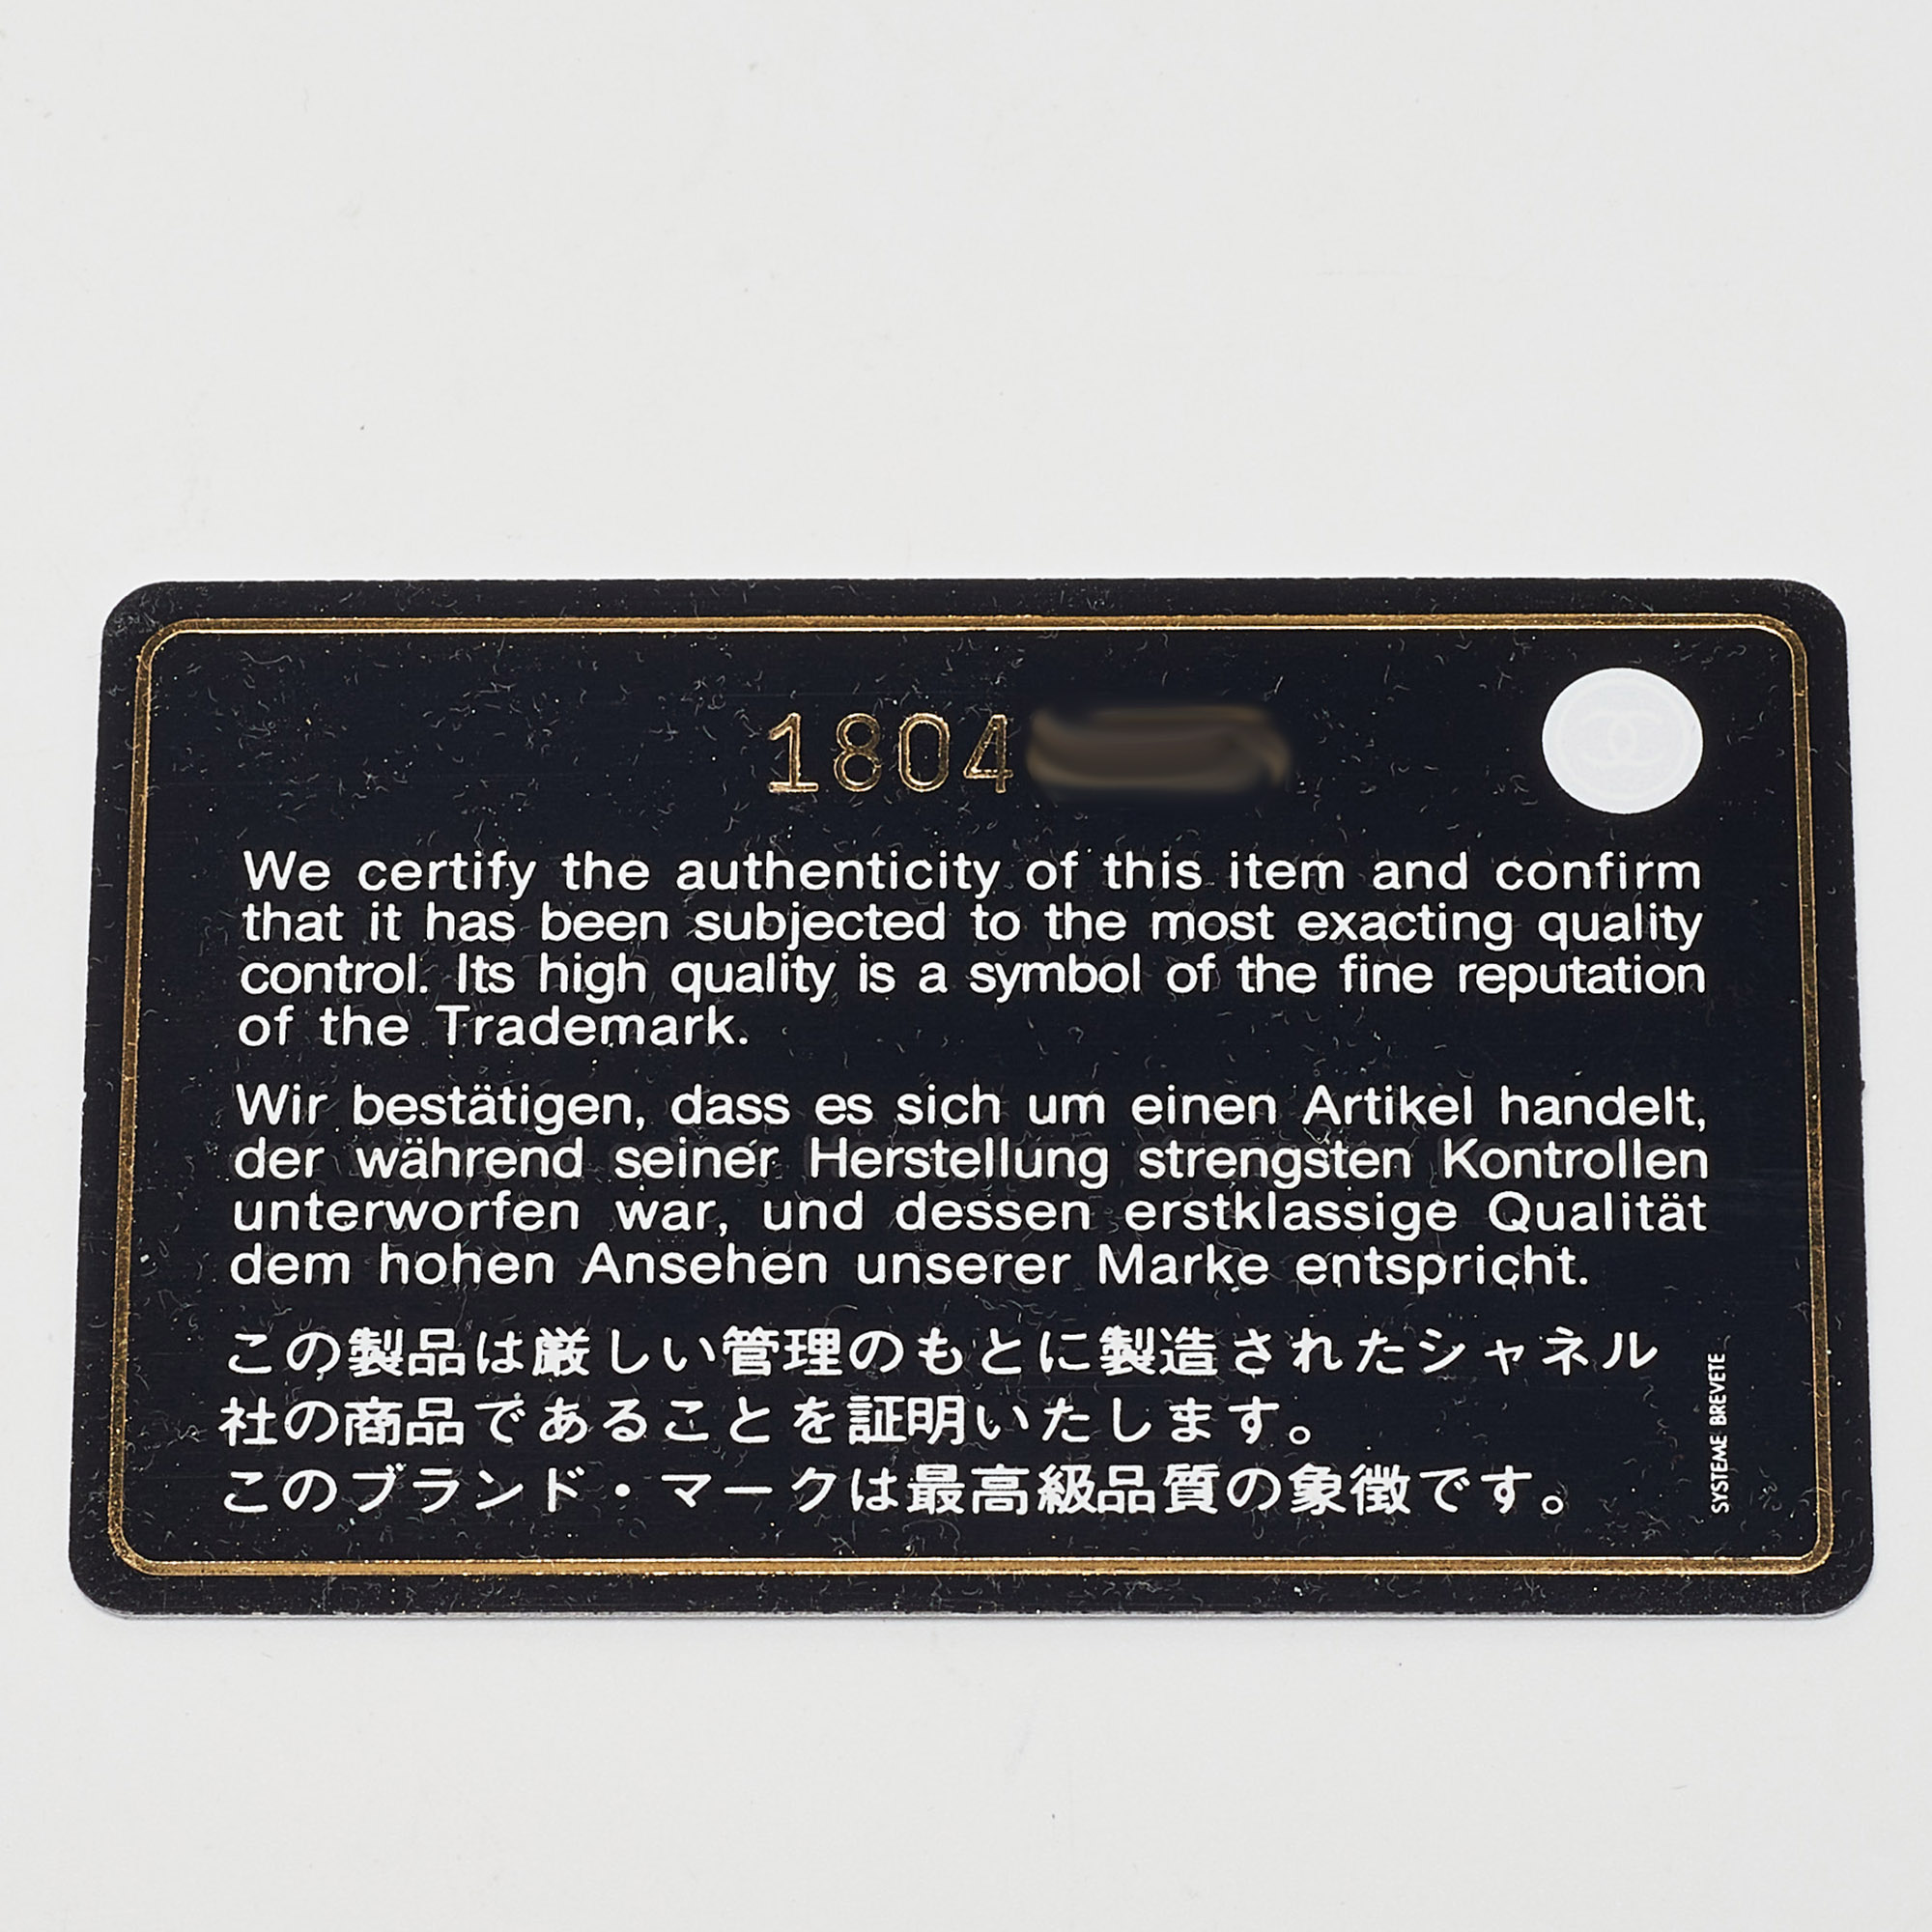 1804
We certify the authenticity of this item and confirm
that it has been subjected to the most exacting quality
control. Its high quality is a symbol of the fine reputation
of the Trademark.
Wir bestätigen, dass es sich um einen Artikel handelt,
der während seiner Herstellung strengsten Kontrollen
unterworfen war, und dessen erstklassige Qualität
dem hohen Ansehen unserer Marke entspricht.
この製品は厳しい管理のもとに製造されたシャネル
社の商品であることを証明いたします。
このブランド・マークは最高級品質の象徴です。
SYSTEME BREVETE